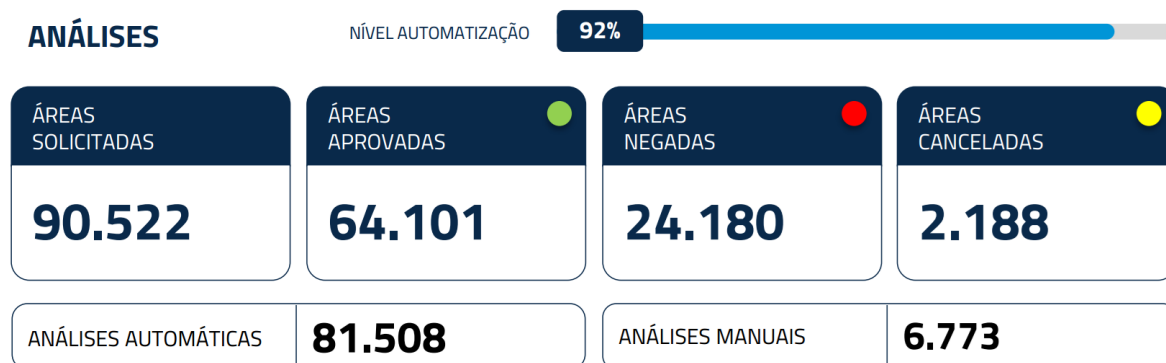 ANÁLISES
NÍVEL AUTOMATIZAÇÃO 92%
ÁREAS
SOLICITADAS
90.522
ÁREAS
APROVADAS
64.101
ÁREAS
NEGADAS
24.180
ÁREAS
CANCELADAS
2.188
ANÁLISES AUTOMÁTICAS 81.508
ANÁLISES MANUAIS 6.773